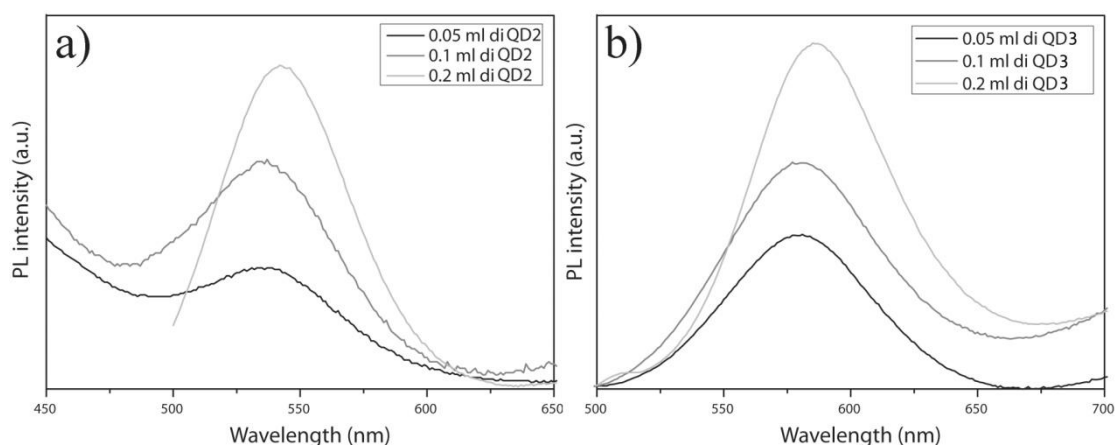 a)
0.05 ml di QD2
0.1 ml di QD2
0.2 ml di QD2
PL intensity (a.u.)
450 500 550 600 650
Wavelength (nm)
b)
0.05 ml di QD3
0.1 ml di QD3
0.2 ml di QD3
PL intensity (a.u.)
500 550 600 650 700
Wavelength (nm)